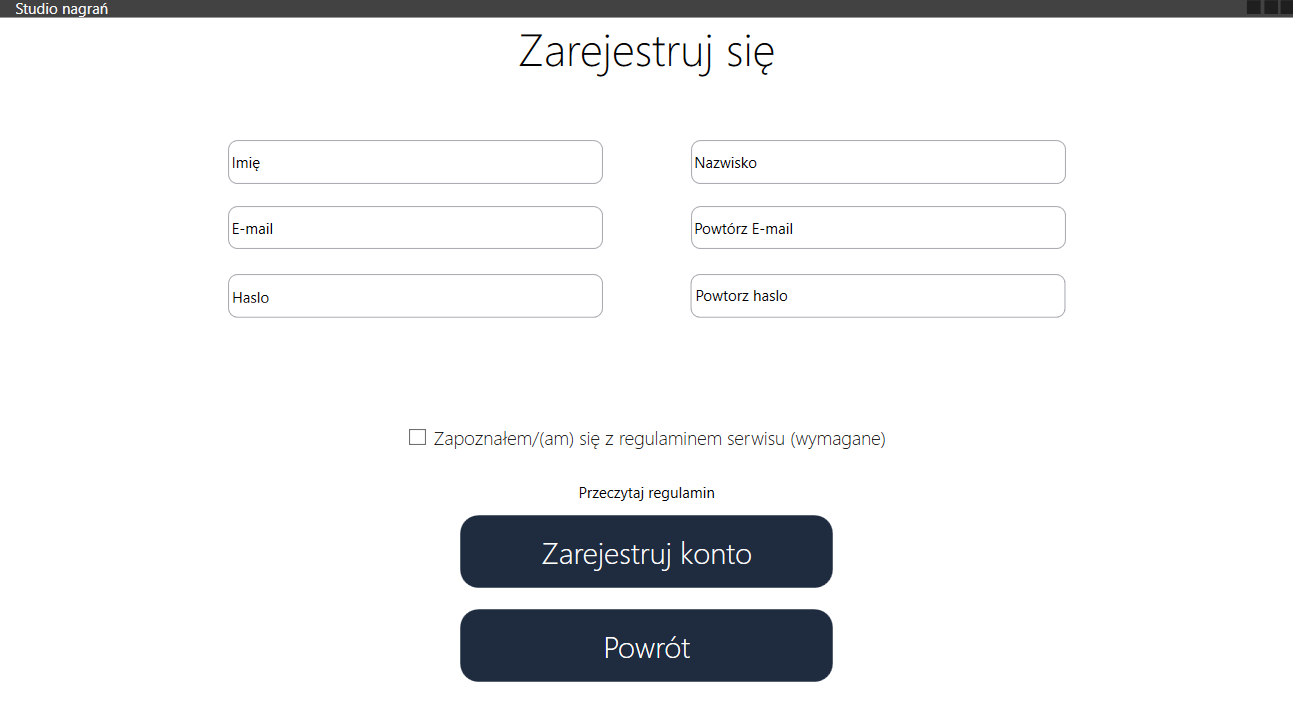 Studio nagrań
Zarejestruj się
Imię
Nazwisko
E-mail
Powtórz E-mail
Haslo
Powtorz haslo
Zapoznałem/(am) się z regulaminem serwisu (wymagane)
Przeczytaj regulamin
Zarejestruj konto
Powrót